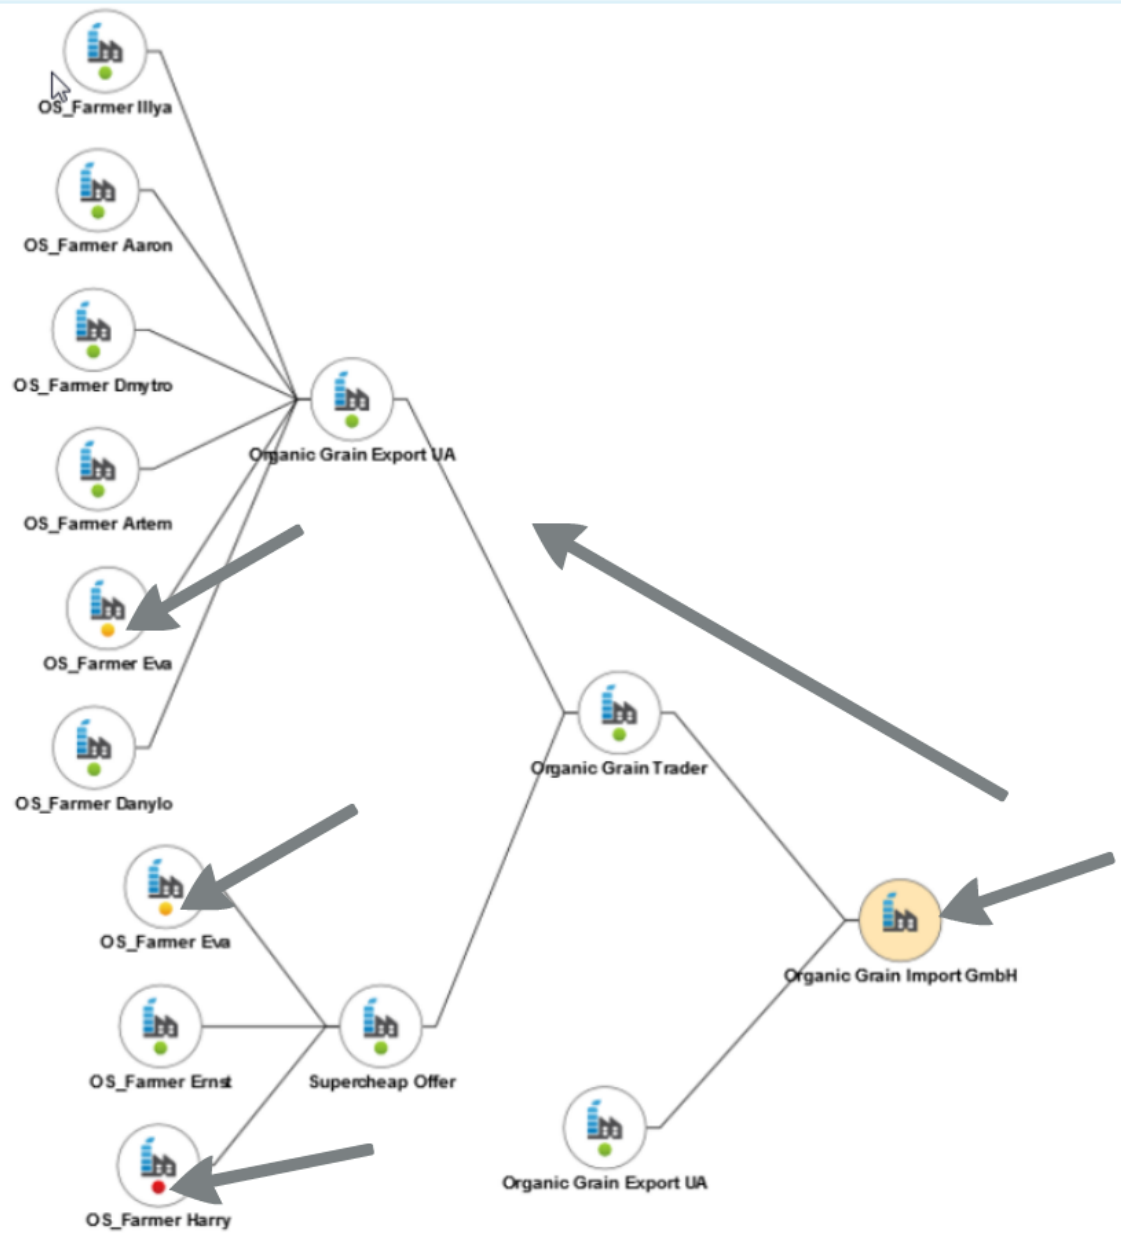 OS_Farmer Illya
OS_Farmer Aaron
OS_Farmer Dmytro
Organic Grain Export UA
OS_Farmer Artem
OS_Farmer Eva
Organic Grain Trader
OS_Farmer Danylo
OS_Farmer Eva
Organic Grain Import GmbH
OS_Farmer Ernst
Supercheap Offer
Organic Grain Export UA
OS_Farmer Harry